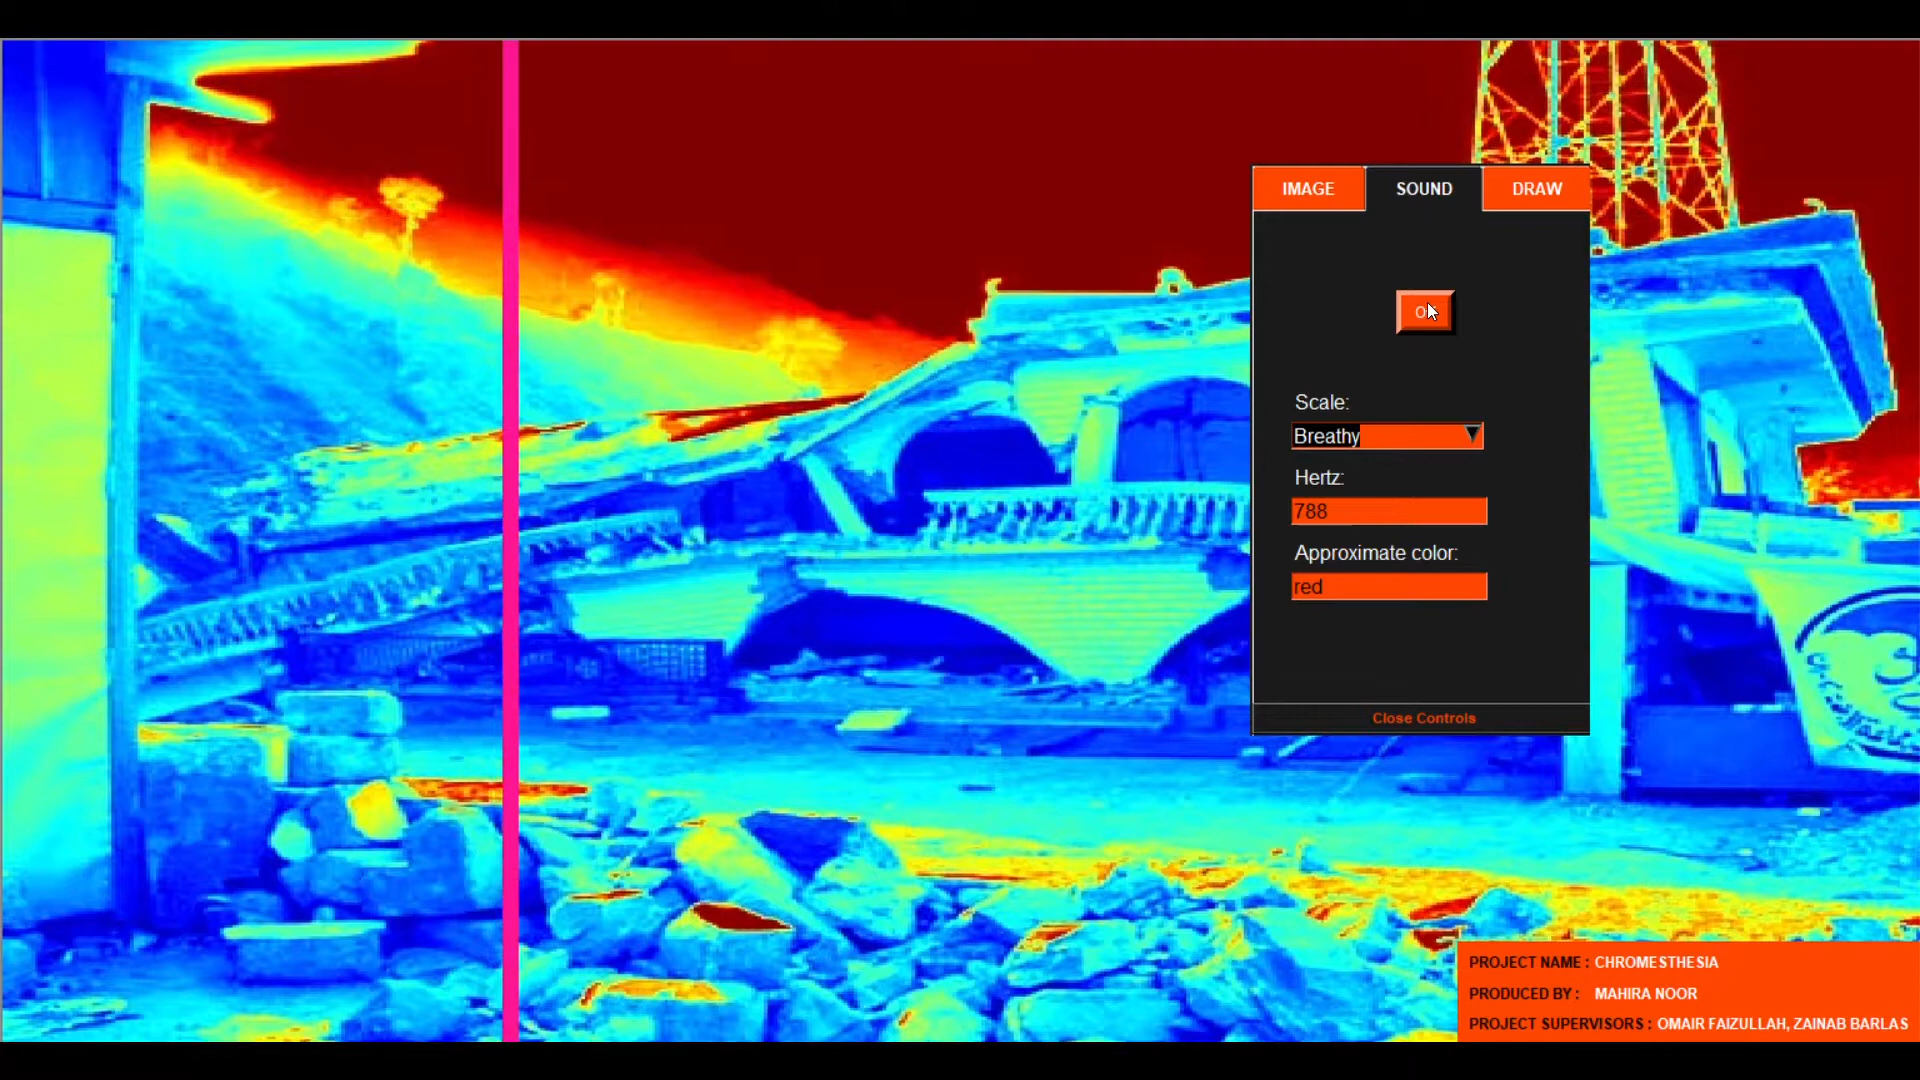 IMAGE SOUND DRAW
Scale:
Breathy
Hertz:
788
Approximate color:
red
Close Controls
PROJECT NAME : CHROMESTHESIA
PRODUCED BY : MAHIRA NOOR
PROJECT SUPERVISORS : OMAIR FAIZULLAH, ZAINAB BARLAS